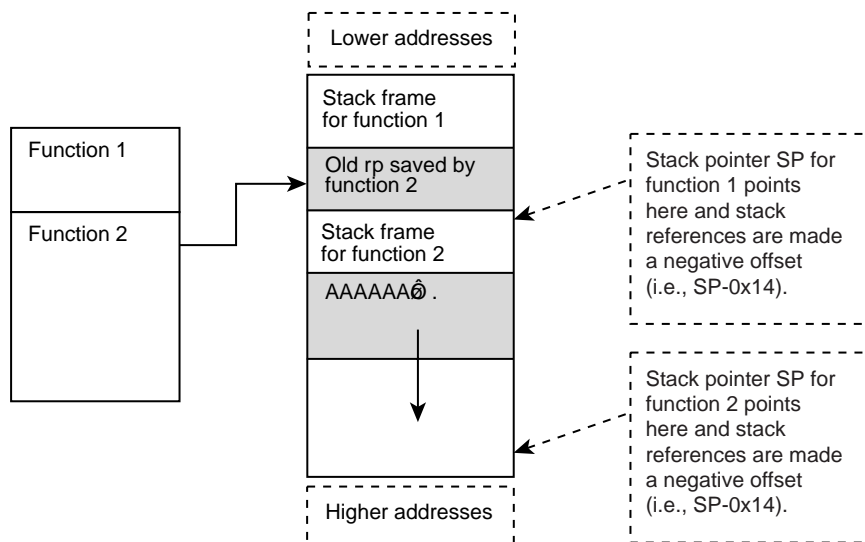 Lower addresses
Stack frame
for function 1
Function 1
Old rp saved by
function 2
Function 2
Stack frame
for function 2
AAAAAA
Stack pointer SP for
function 1 points
here and stack
references are made
a negative offset
(i.e., SP-0x14).
Stack pointer SP for
function 2 points
here and stack
references are made
a negative offset
(i.e., SP-0x14).
Higher addresses